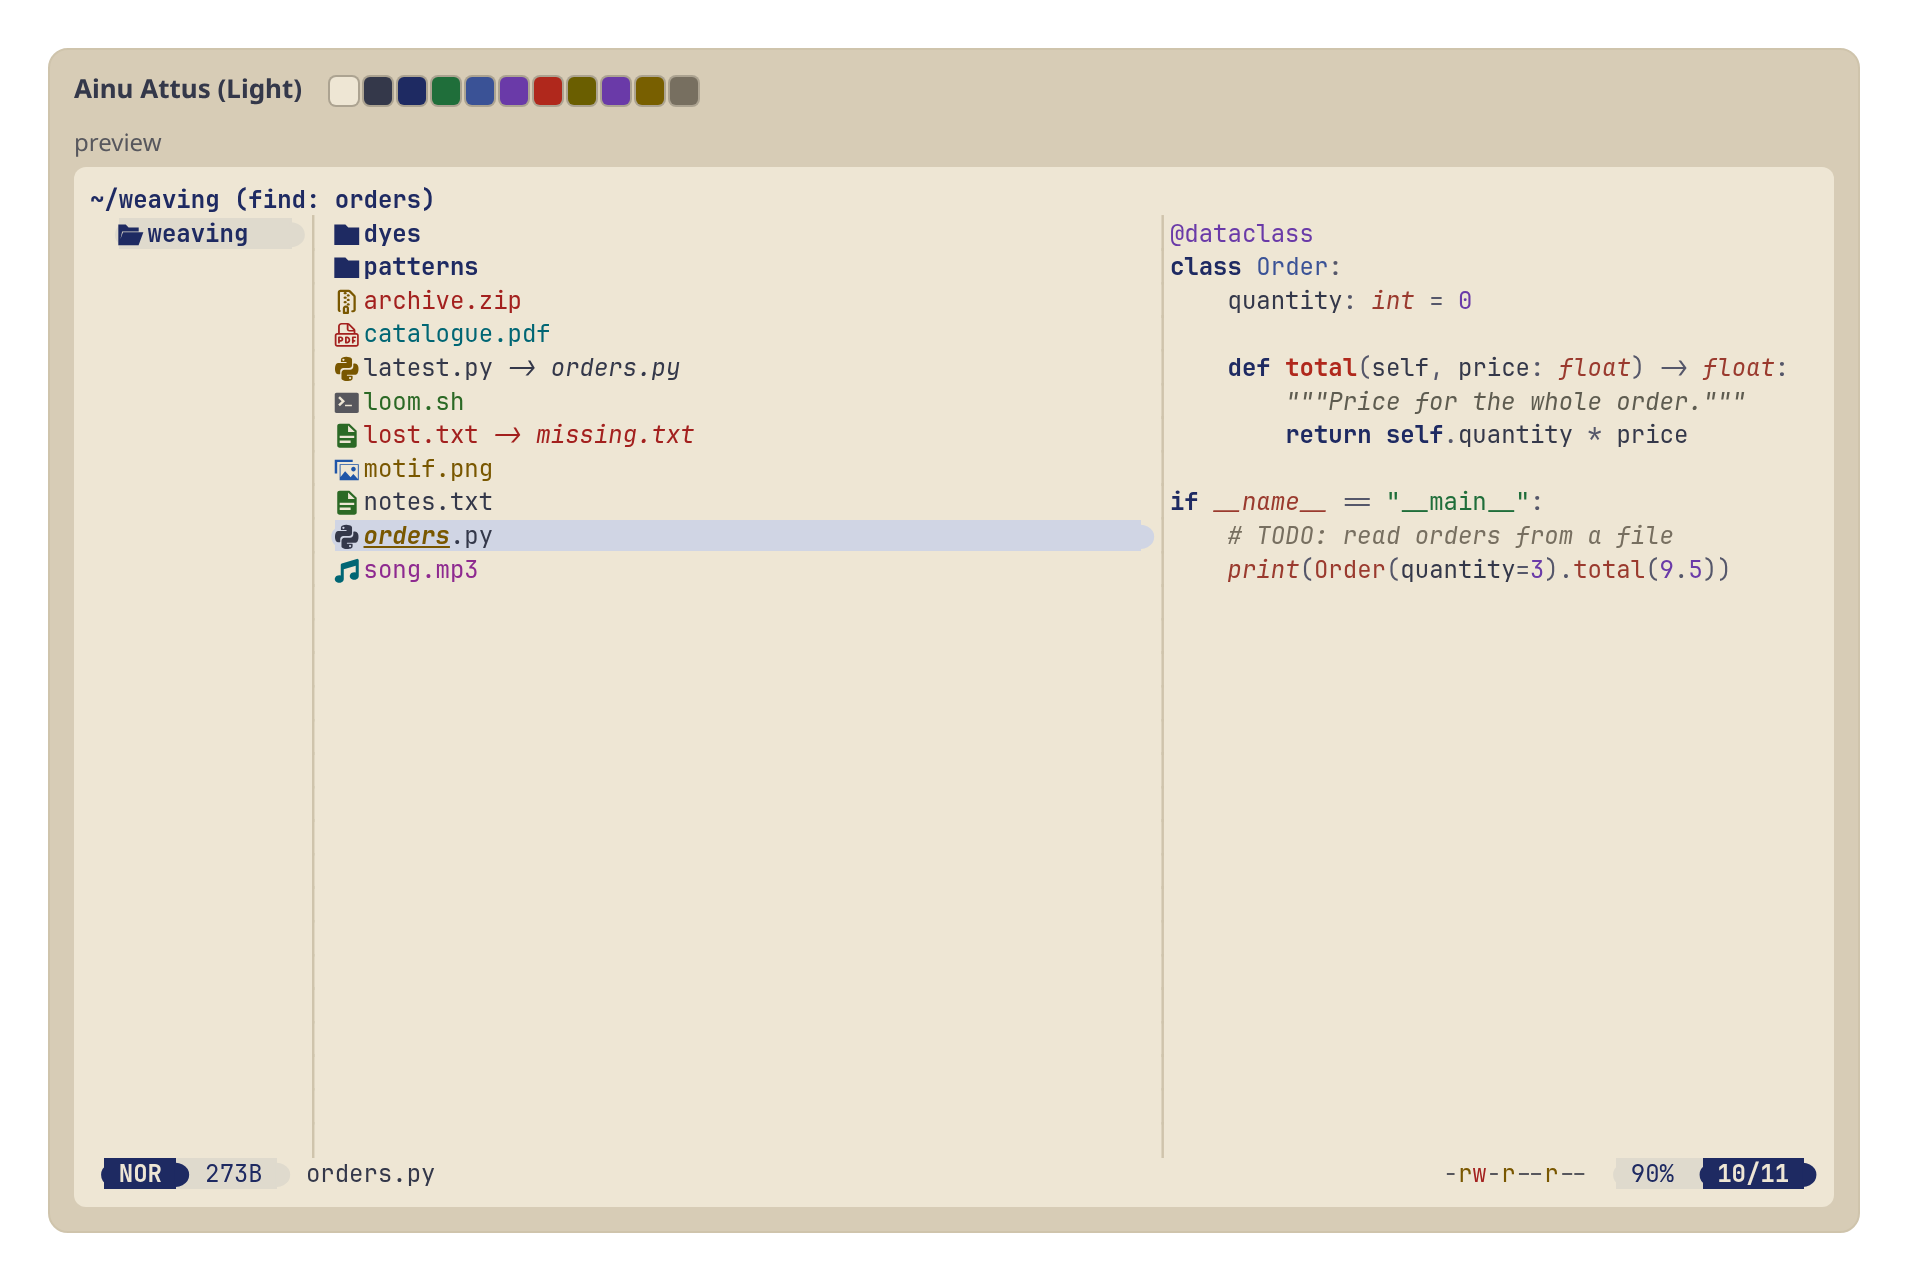 Ainu Attus (Light)
preview
~/weaving (find: orders)
weaving
dyes
patterns
archive.zip
catalogue.pdf
latest.py -> orders.py
loom.sh
lost.txt -> missing.txt
motif.png
notes.txt
orders.py
song.mp3
@dataclass
class Order:
    quantity: int = 0
    def total(self, price: float) -> float:
        """Price for the whole order."""
        return self.quantity * price
if __name__ == "__main__":
    # TODO: read orders from a file
    print(Order(quantity=3).total(9.5))
NOR 273B orders.py -rw-r--r-- 90% 10/11